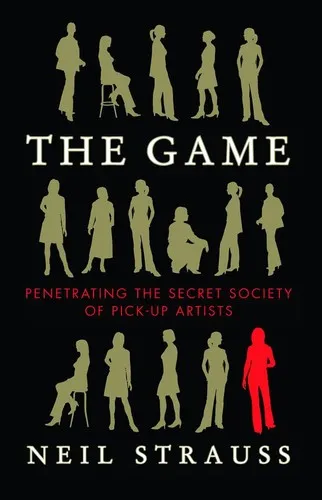 THE GAME
PENETRATING THE SECRET SOCIETY
OF PICK-UP ARTISTS
NEIL STRAUSS